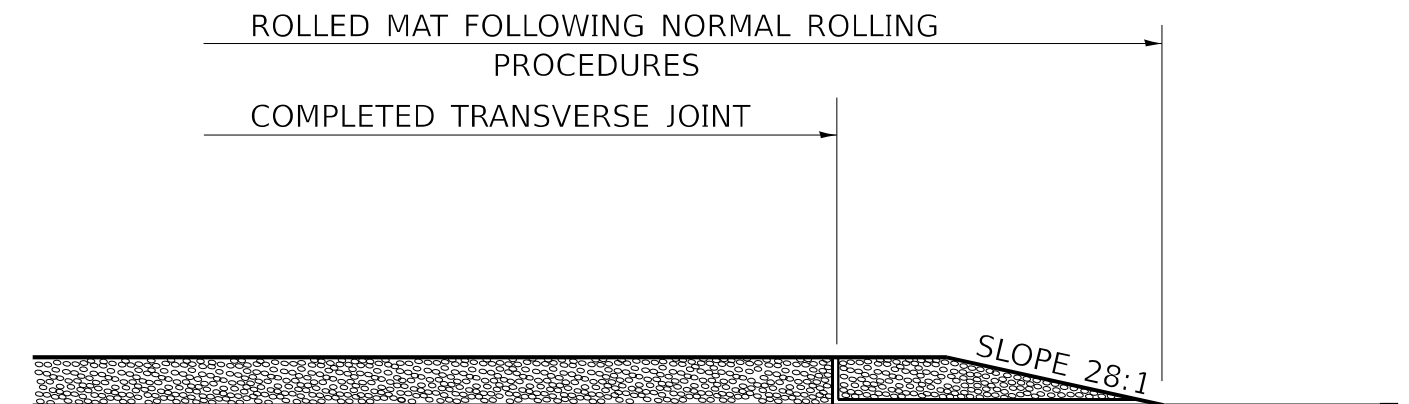 ROLLED MAT FOLLOWING NORMAL ROLLING
PROCEDURES
COMPLETED TRANSVERSE JOINT
SLOPE 28:1